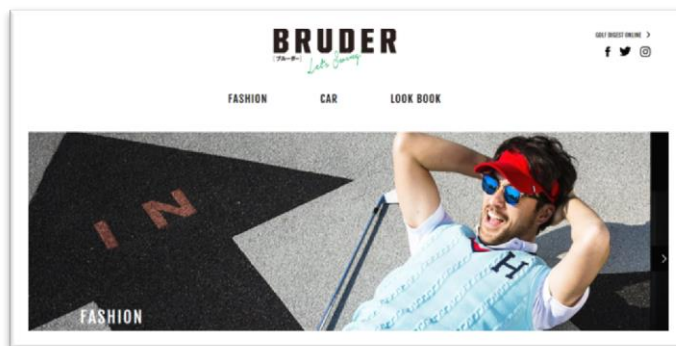 BRUDER
[ブルーダー]
Let's Swing
GOLF DIGEST ONLINE >
FASHION CAR LOOK BOOK
IN
H
FASHION